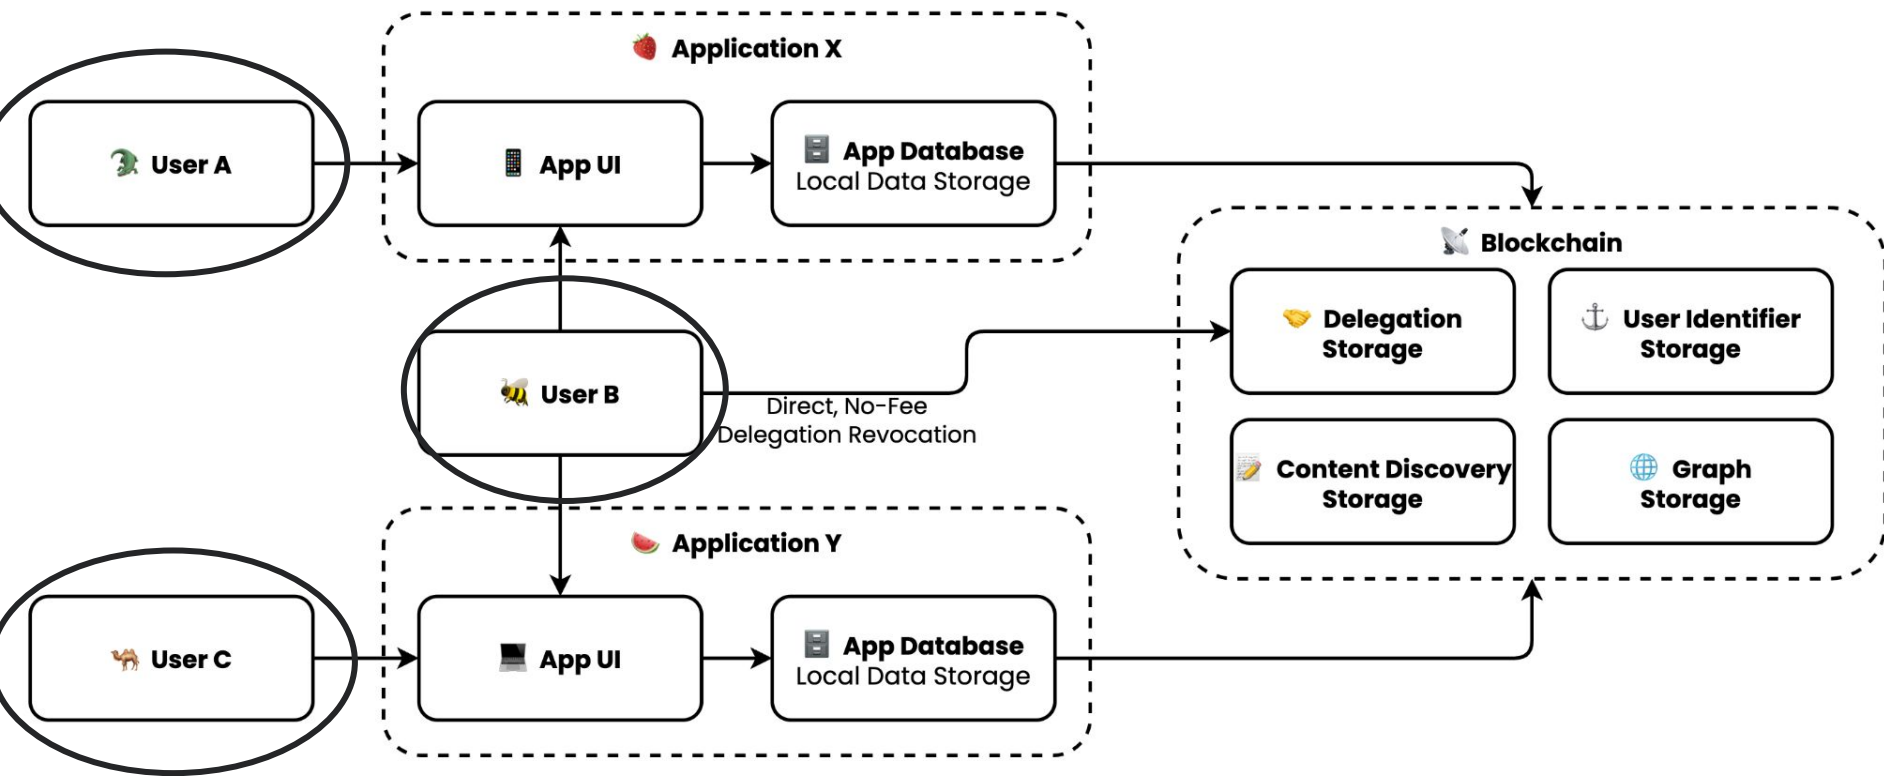 Application X
User A
App UI
App Database
Local Data Storage
Blockchain
Delegation
Storage
User Identifier
Storage
User B
Direct, No-Fee
Delegation Revocation
Content Discovery
Storage
Graph
Storage
Application Y
User C
App UI
App Database
Local Data Storage